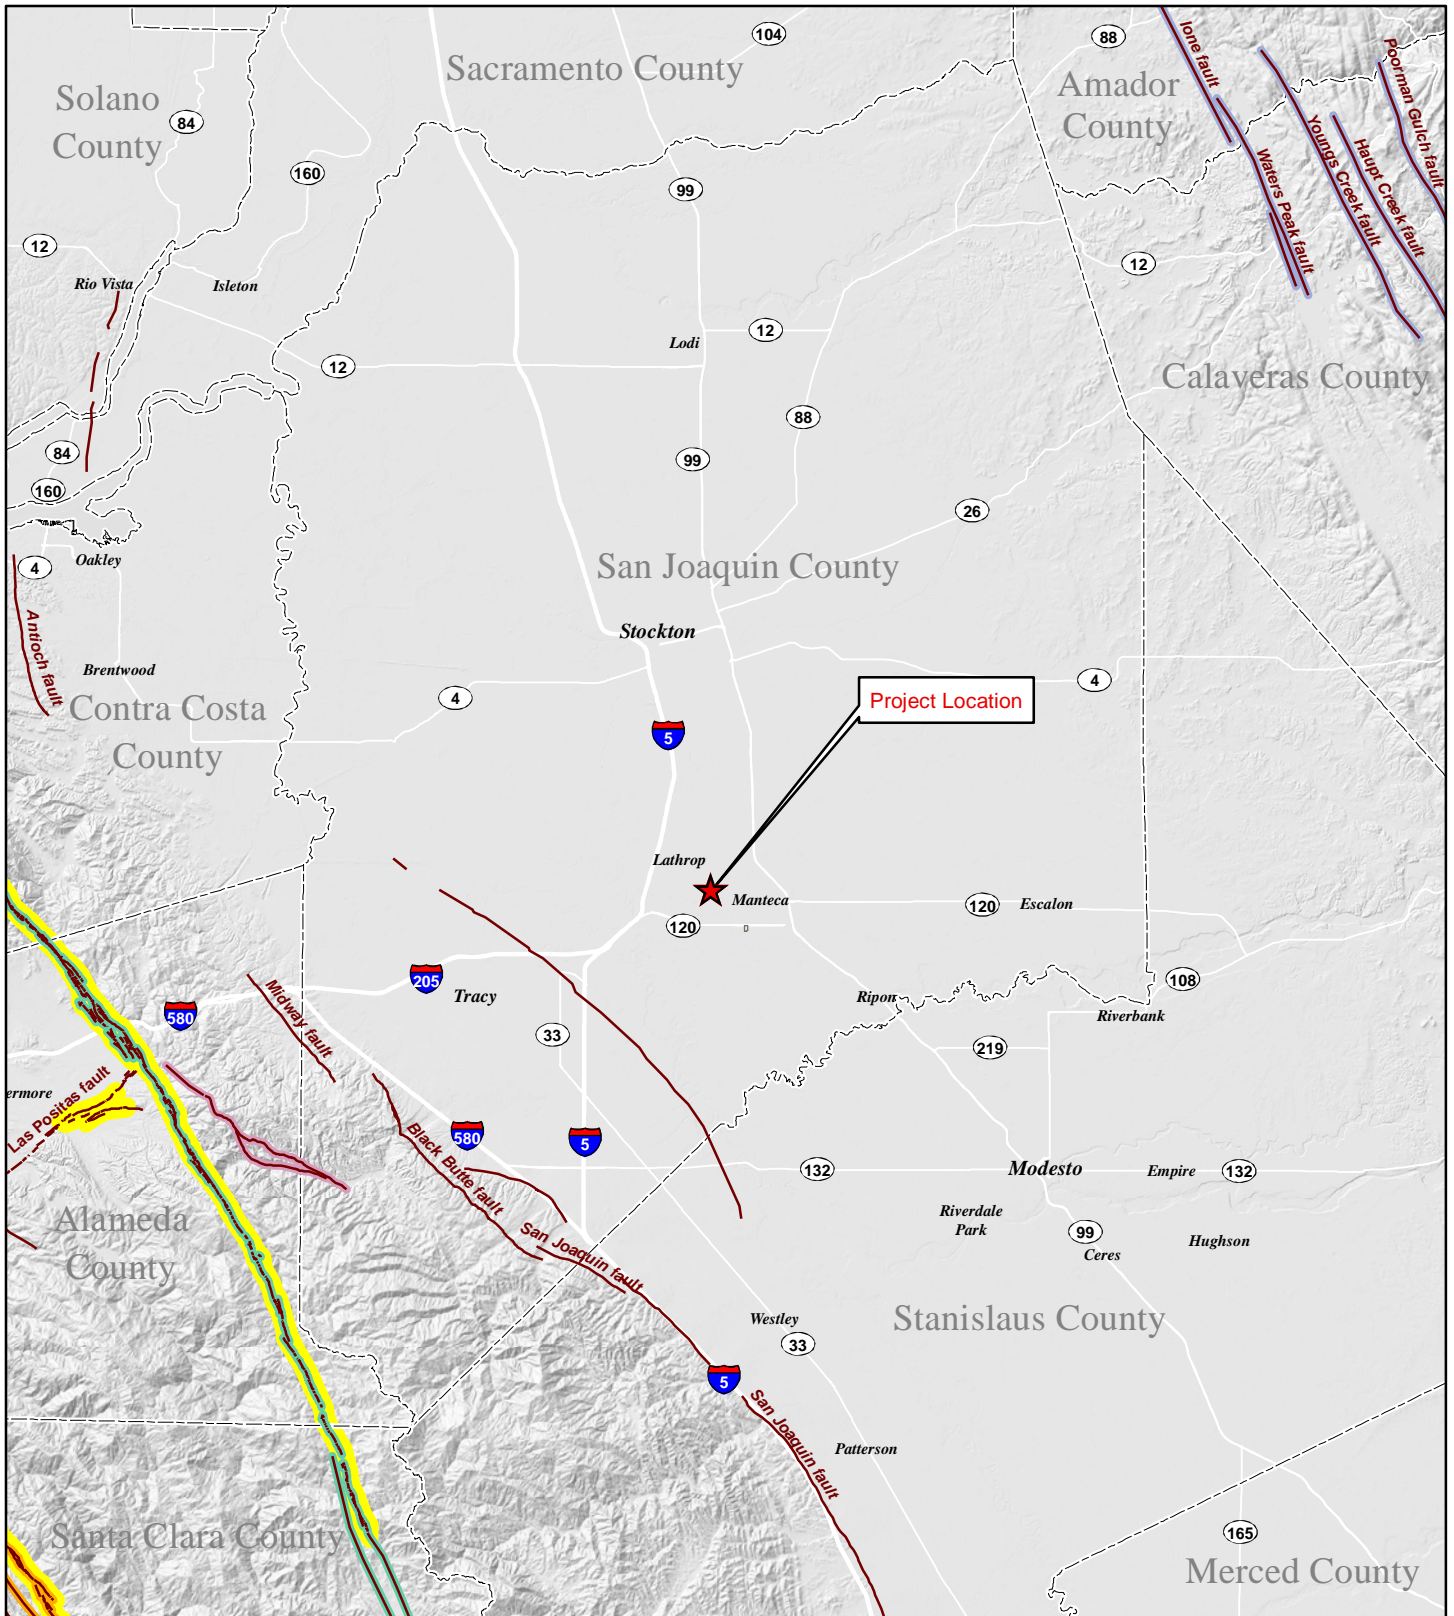 104
88
Sacramento County
Ione fault
Poorman Gulch fault
Solano
County
Amador
County
84
Youngs Creek fault
Haupt Creek fault
Waters Peak fault
160
99
12
12
Rio Vista
Isleton
12
Lodi
12
Calaveras County
88
84
99
160
26
Oakley
4
San Joaquin County
Antioch fault
Stockton
Brentwood
4
4
Project Location
Contra Costa
County
5
Lathrop
Manteca
120
Escalon
120
205
108
Midway fault
Tracy
Ripon
580
Riverbank
33
219
ermore
Las Positas fault
Black Butte fault
580
5
132
Modesto
Empire
132
Alameda
County
Riverdale
Park
San Joaquin fault
99
Ceres
Hughson
Westley
Stanislaus County
33
5
San Joaquin fault
Patterson
Santa Clara County
165
Merced County